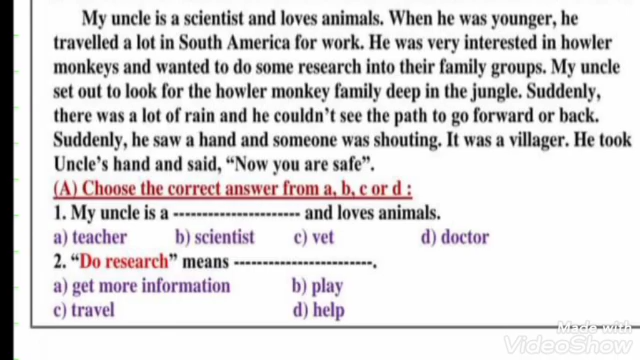 My uncle is a scientist and loves animals. When he was younger, he
travelled a lot in South America for work. He was very interested in howler
monkeys and wanted to do some research into their family groups. My uncle
set out to look for the howler monkey family deep in the jungle. Suddenly,
there was a lot of rain and he couldn't see the path to go forward or back.
Suddenly, he saw a hand and someone was shouting. It was a villager. He took
Uncle's hand and said, “Now you are safe”.
(A) Choose the correct answer from a, b, c or d :
1. My uncle is a ---------------------- and loves animals.
a) teacher b) scientist c) vet d) doctor
2. “Do research” means ------------------------.
a) get more information b) play
c) travel d) help
Made with
VideoShow